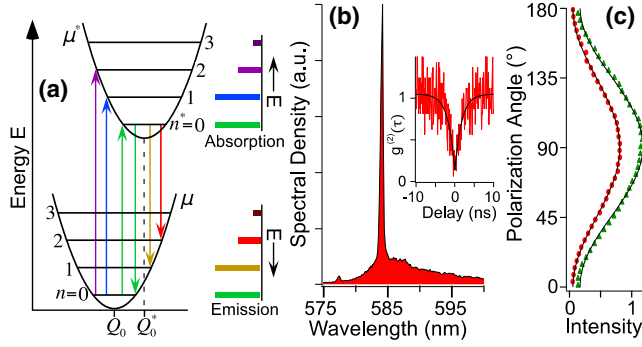 (a)
Energy E
μ*
3
2
1
n*=0
μ
3
2
1
n=0
Q0
Q0*
E
Absorption
E
Emission
(b)
Spectral Density (a.u.)
g(2)(τ)
1
0
-10
0
10
Delay (ns)
575
585
595
Wavelength (nm)
(c)
Polarization Angle (°)
180
135
90
45
0
0
1
Intensity